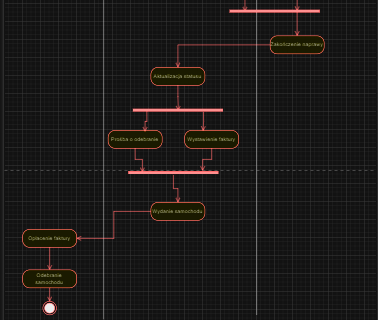 Zakończenie naprawy
Aktualizacja statusu
Prośba o odebranie
Wystawienie faktury
Wydanie samochodu
Opłacenie faktury
Odebranie
samochodu